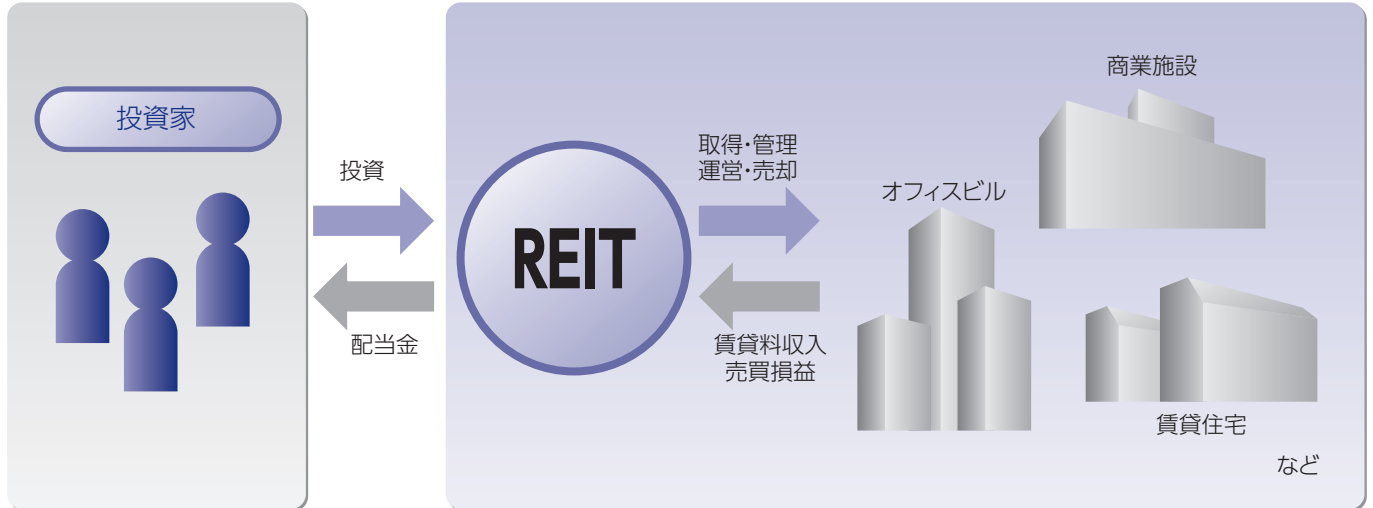 投資家
投資
配当金
REIT
取得・管理
運営・売却
賃貸料収入
売買損益
商業施設
オフィスビル
賃貸住宅
など